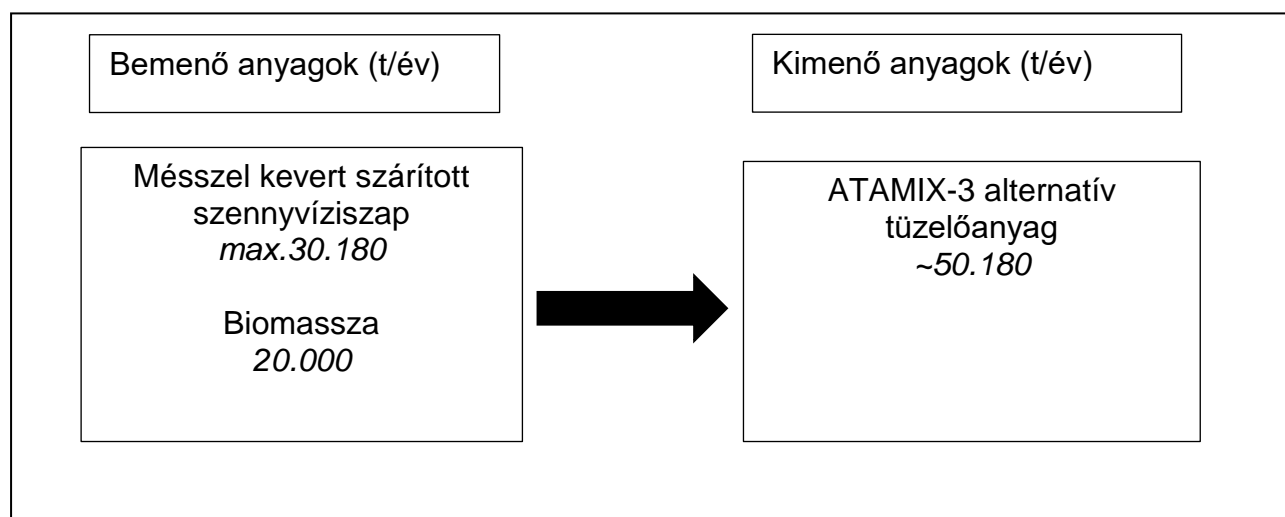 Bemenő anyagok (t/év)
Kimenő anyagok (t/év)
Mésszel kevert szárított
szennyvíziszap
max.30.180
Biomassza
20.000
ATAMIX-3 alternatív
tüzelőanyag
~50.180